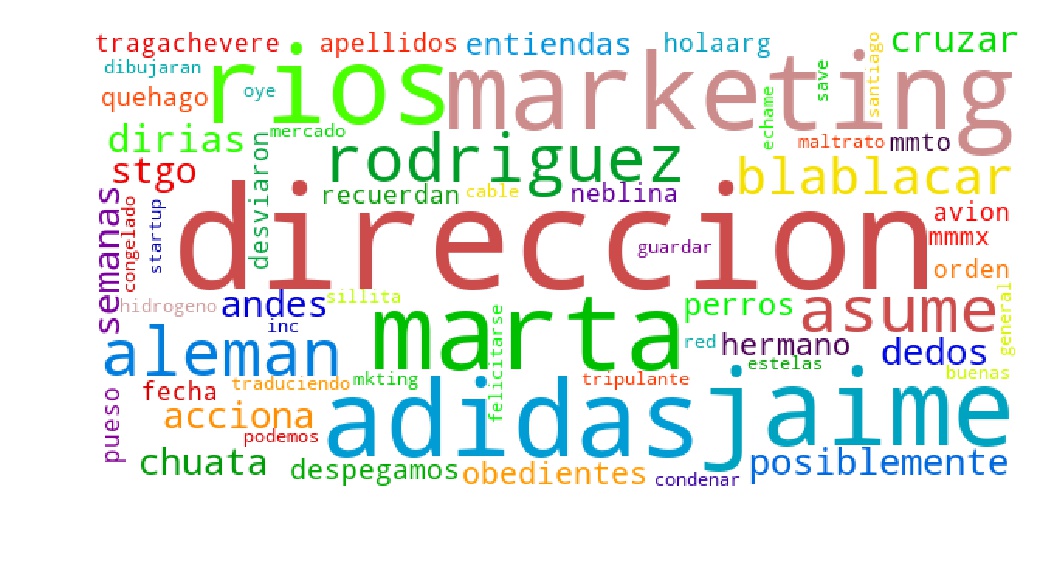 tragachevere apellidos entiendas holaarg santiago cruzar
dibujaran rios marketing
quehago oye save
echame
dirias mercado maltrato mmto
stgo desviaron rodriguez blablacar
recuerdan cable neblina
semanas congelado startup direccion avion
guardar mmmx
orden
hidrogeno andes sillita perros asume general
inc marta
aleman felicitarse red hermano dedos
estelas
fecha traduciendo mkting tripulante buenas
pueso acciona adidas jaime
podemos
chuata despegamos obedientes condenar posiblemente